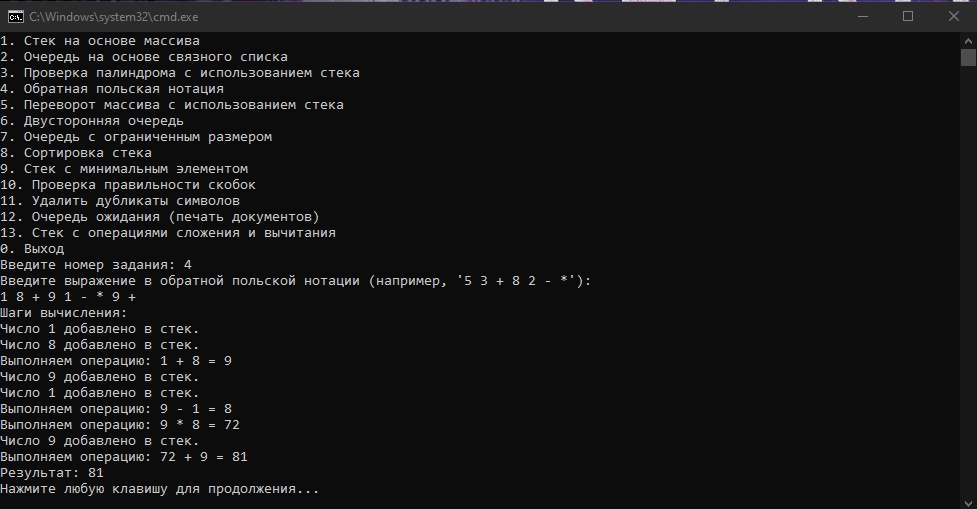 C:\Windows\system32\cmd.exe
1. Стек на основе массива
2. Очередь на основе связного списка
3. Проверка палиндрома с использованием стека
4. Обратная польская нотация
5. Переворот массива с использованием стека
6. Двусторонняя очередь
7. Очередь с ограниченным размером
8. Сортировка стека
9. Стек с минимальным элементом
10. Проверка правильности скобок
11. Удалить дубликаты символов
12. Очередь ожидания (печать документов)
13. Стек с операциями сложения и вычитания
0. Выход
Введите номер задания: 4
Введите выражение в обратной польской нотации (например, '5 3 + 8 2 - *'):
1 8 + 9 1 - * 9 +
Шаги вычисления:
Число 1 добавлено в стек.
Число 8 добавлено в стек.
Выполняем операцию: 1 + 8 = 9
Число 9 добавлено в стек.
Число 1 добавлено в стек.
Выполняем операцию: 9 - 1 = 8
Выполняем операцию: 9 * 8 = 72
Число 9 добавлено в стек.
Выполняем операцию: 72 + 9 = 81
Результат: 81
Нажмите любую клавишу для продолжения...